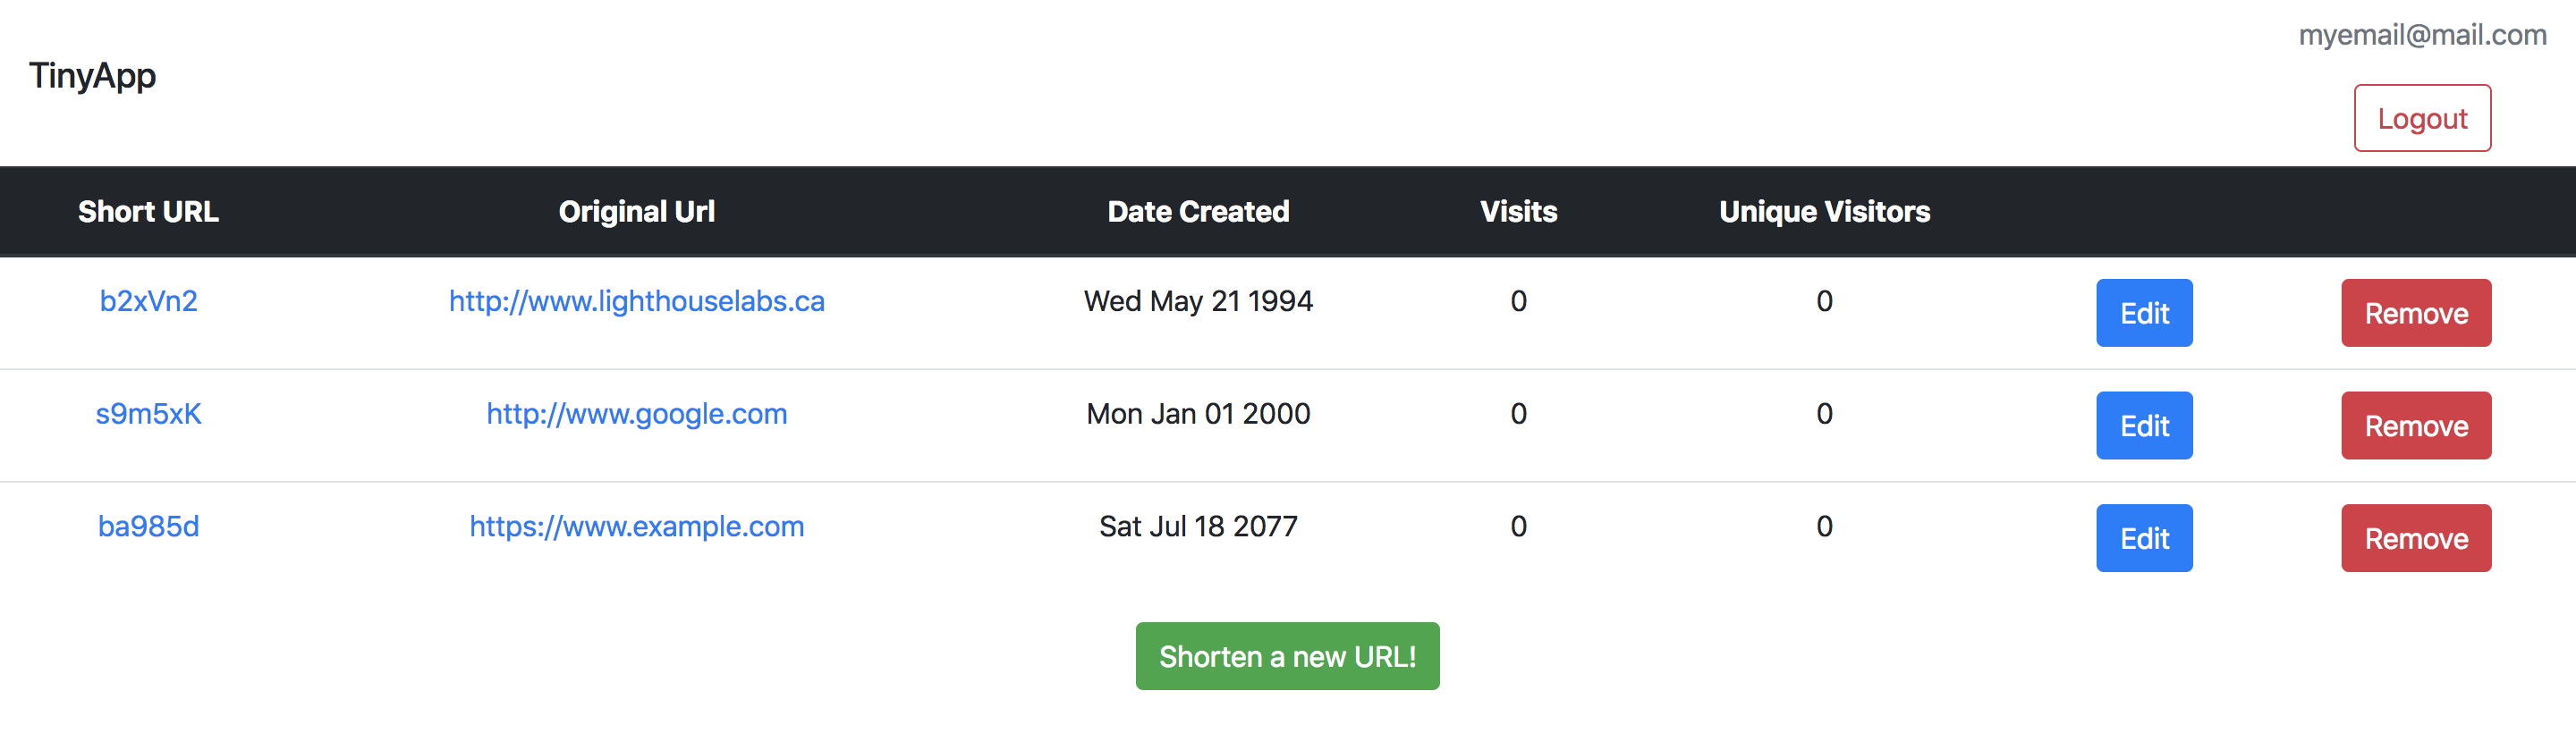 myemail@mail.com
TinyApp
Logout
Short URL Original Url Date Created Visits Unique Visitors
b2xVn2 http://www.lighthouselabs.ca Wed May 21 1994 0 0 Edit Remove
s9m5xK http://www.google.com Mon Jan 01 2000 0 0 Edit Remove
ba985d https://www.example.com Sat Jul 18 2077 0 0 Edit Remove
Shorten a new URL!